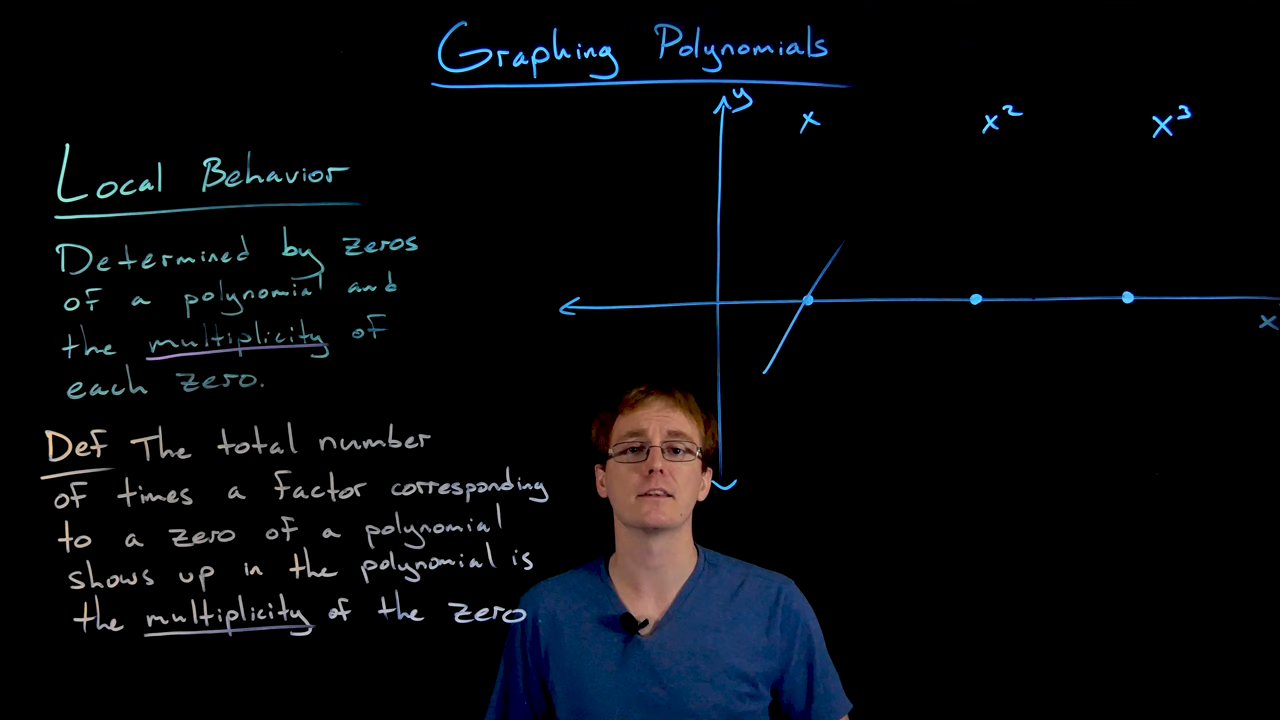 Graphing Polynomials
y
x
x²
x³
x
Local Behavior
Determined by zeros
of a polynomial and
the multiplicity of
each zero.
Def The total number
of times a factor corresponding
to a zero of a polynomial
shows up in the polynomial is
the multiplicity of the zero